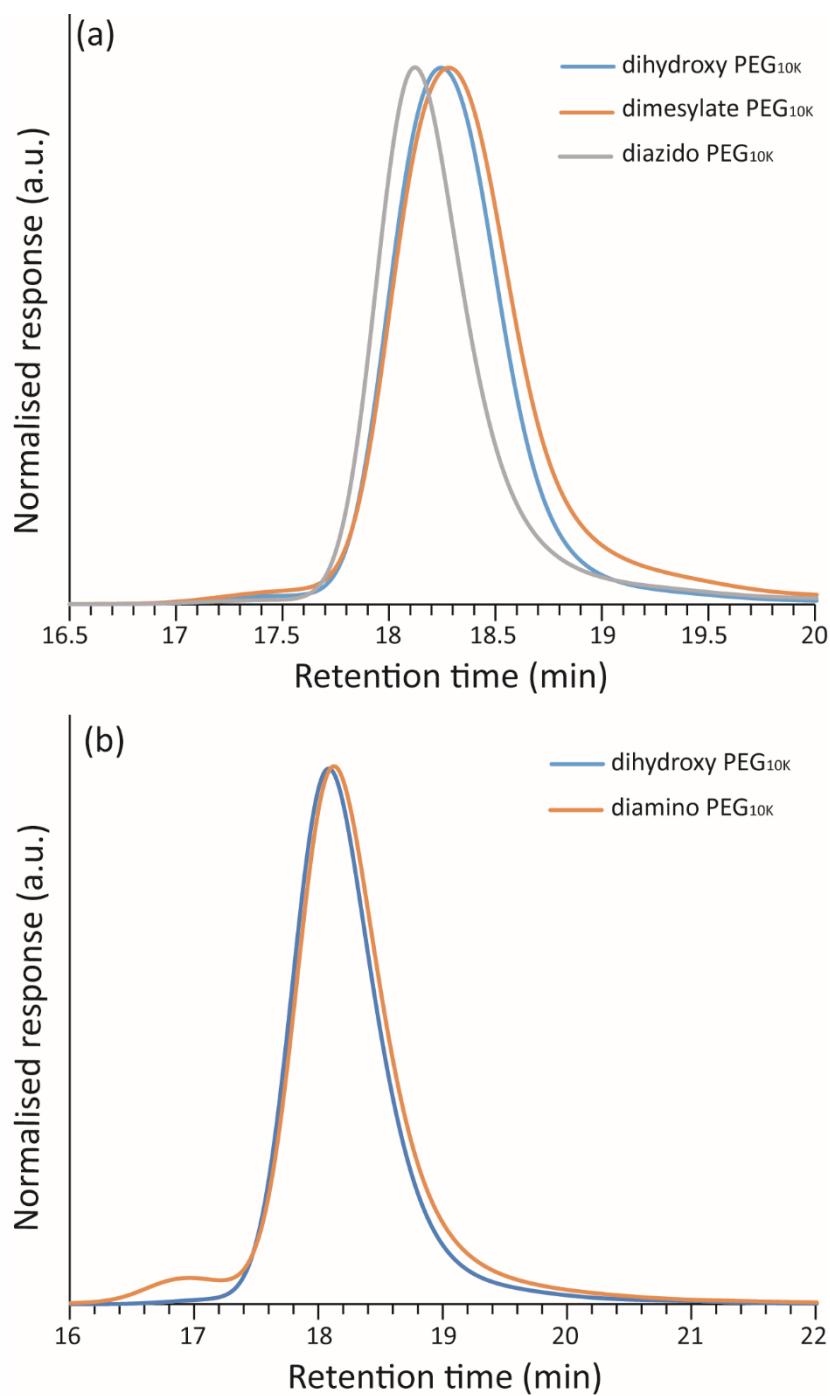 (a)
dihydroxy PEG10K
dimesylate PEG10K
diazido PEG10K
Normalised response (a.u.)
16.5 17 17.5 18 18.5 19 19.5 20
Retention time (min)
(b)
dihydroxy PEG10K
diamino PEG10K
Normalised response (a.u.)
16 17 18 19 20 21 22
Retention time (min)